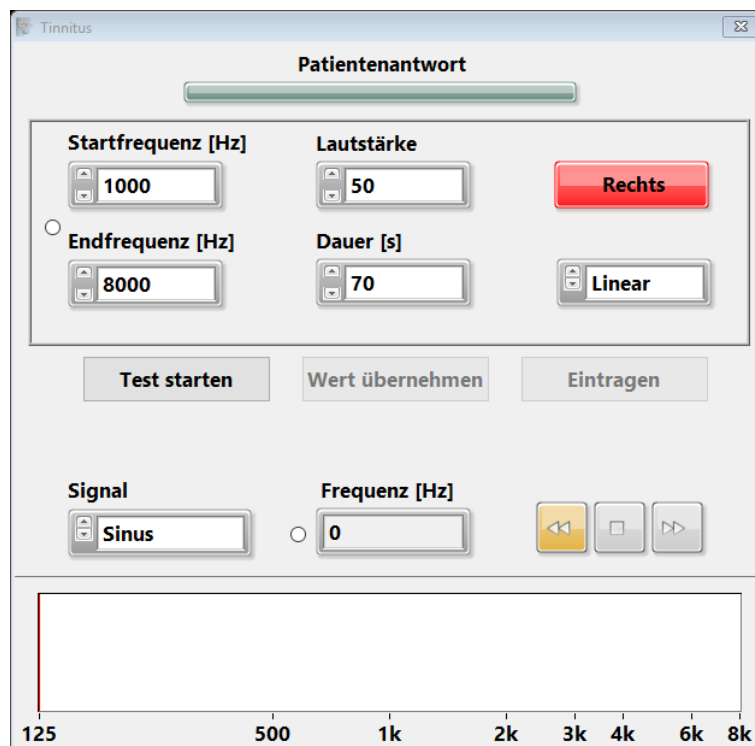 Tinnitus
Patientenantwort
Startfrequenz [Hz] Lautstärke
1000 50 Rechts
Endfrequenz [Hz] Dauer [s]
8000 70 Linear
Test starten Wert übernehmen Eintragen
Signal Frequenz [Hz]
Sinus 0
125 500 1k 2k 3k 4k 6k 8k